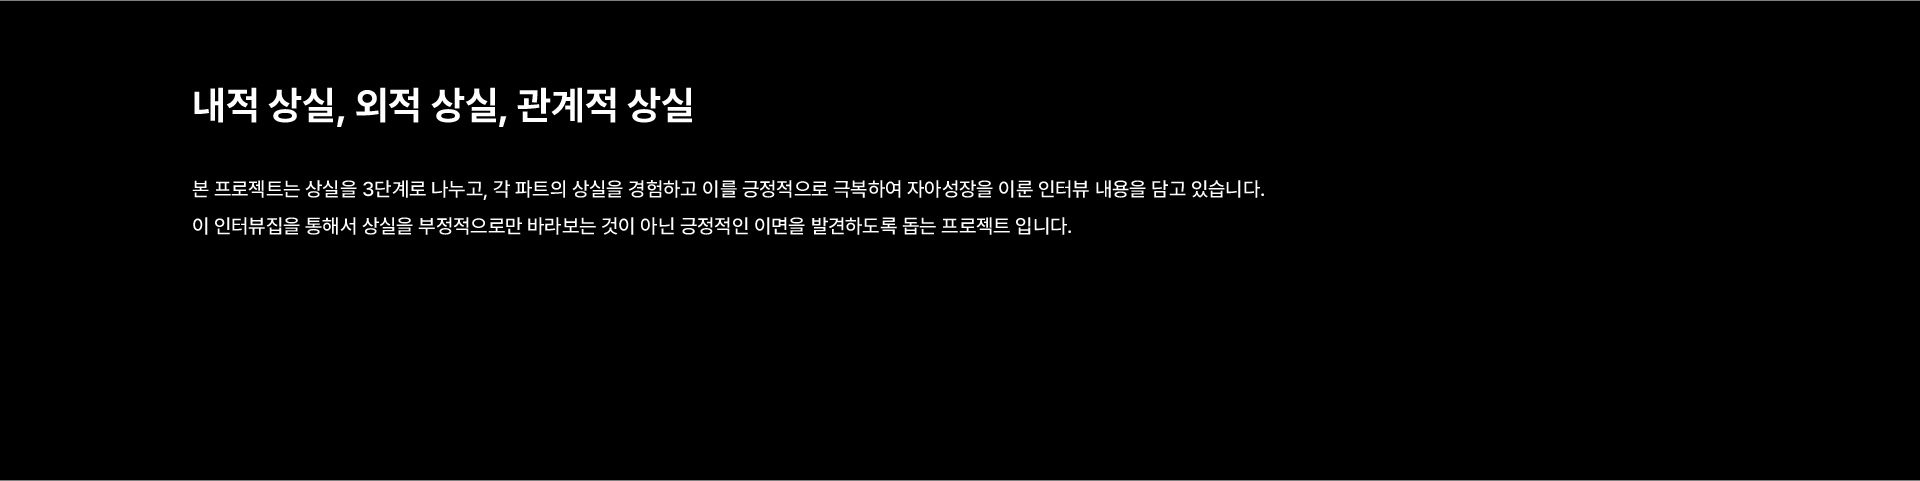 내적 상실, 외적 상실, 관계적 상실
본 프로젝트는 상실을 3단계로 나누고, 각 파트의 상실을 경험하고 이를 긍정적으로 극복하여 자아성장을 이룬 인터뷰 내용을 담고 있습니다.
이 인터뷰집을 통해서 상실을 부정적으로만 바라보는 것이 아닌 긍정적인 이면을 발견하도록 돕는 프로젝트 입니다.